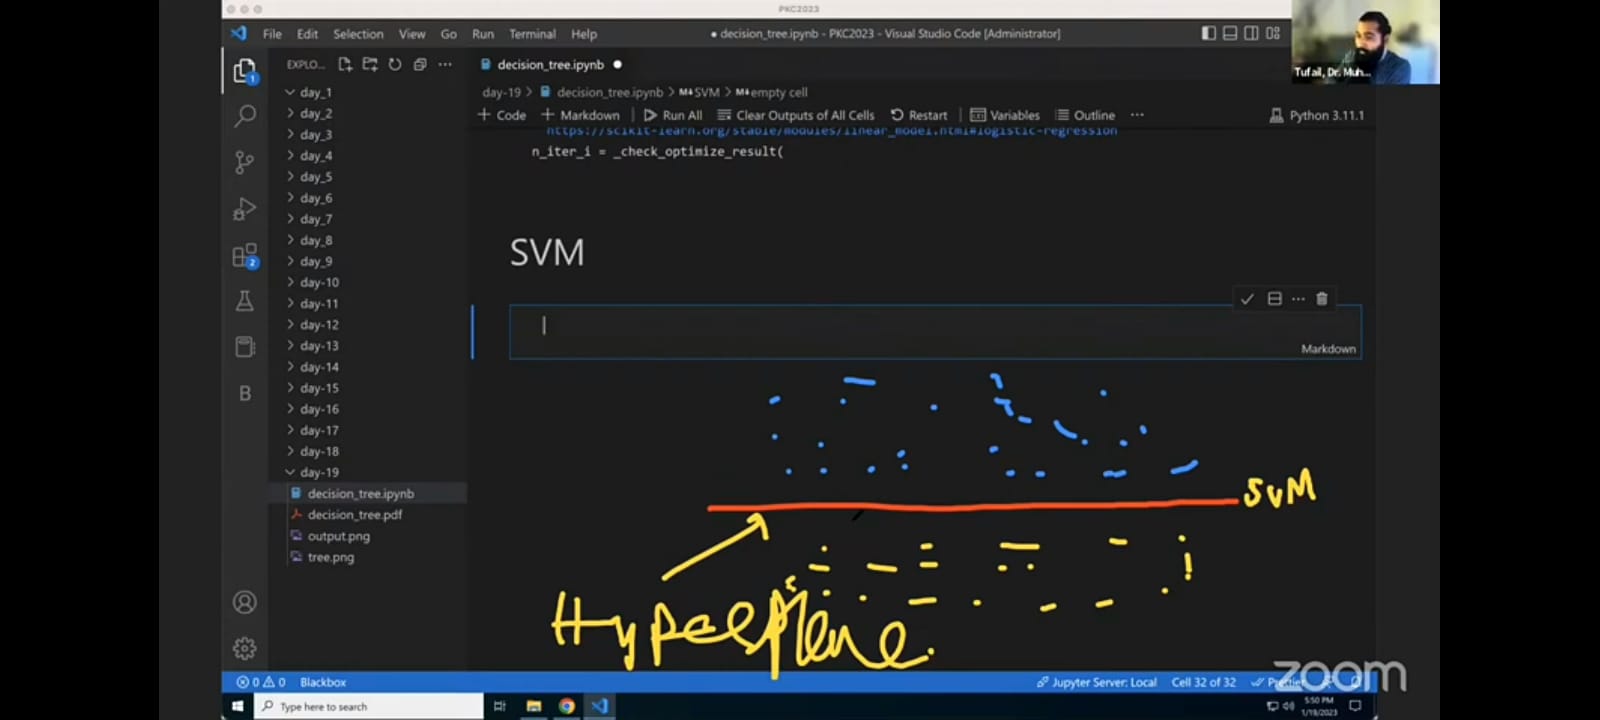 PKC2023
File Edit Selection View Go Run Terminal Help
decision_tree.ipynb - PKC2023 - Visual Studio Code [Administrator]
Tufail, Dr. Muh...
EXPLO...
1
decision_tree.ipynb
day-19 > decision_tree.ipynb > M↓SVM > M↓empty cell
+ Code + Markdown Run All Clear Outputs of All Cells Restart Variables Outline ... Python 3.11.1
https://scikit-learn.org/stable/modules/linear_model.html#logistic-regression
n_iter_i = _check_optimize_result(
day_1
day_2
day_3
day_4
day_5
day_6
day_7
day_8
day_9
day-10
day-11
day-12
day-13
day-14
day-15
day-16
day-17
day-18
day-19
decision_tree.ipynb
decision_tree.pdf
output.png
tree.png
2
B
SVM
Markdown
SVM
Hyperplane.
0 0 Blackbox
Jupyter Server: Local Cell 32 of 32 Prettier
zoom
Type here to search
5:50 PM
1/19/2023